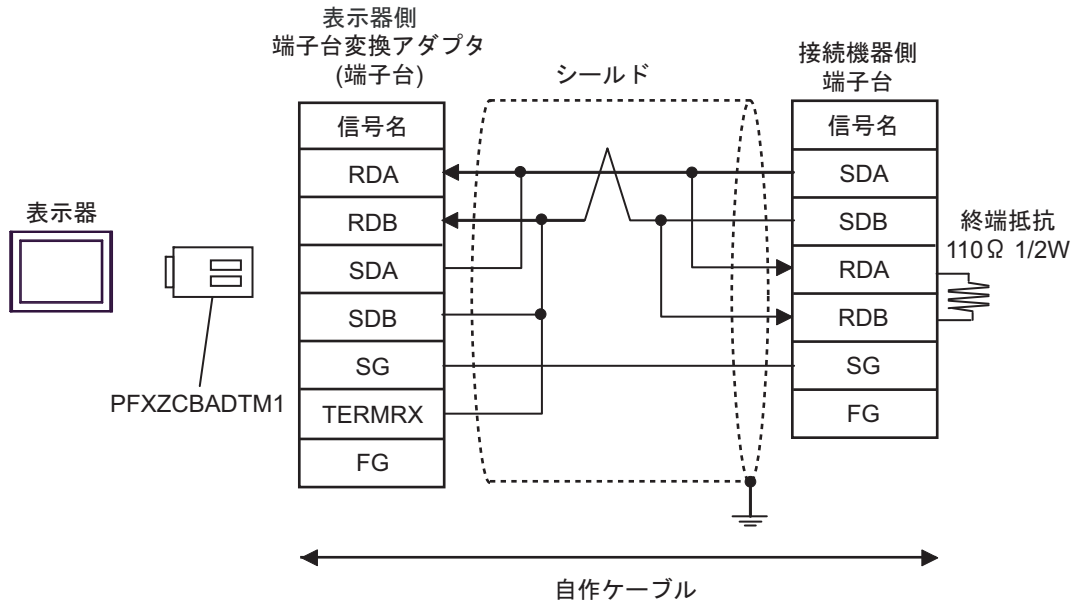 表示器側
端子台変換アダプタ
(端子台)
シールド
接続機器側
端子台
信号名
RDA
RDB
SDA
SDB
SG
TERMRX
FG
信号名
SDA
SDB
RDA
RDB
SG
FG
表示器
PFXZCBADTM1
終端抵抗
110Ω 1/2W
自作ケーブル